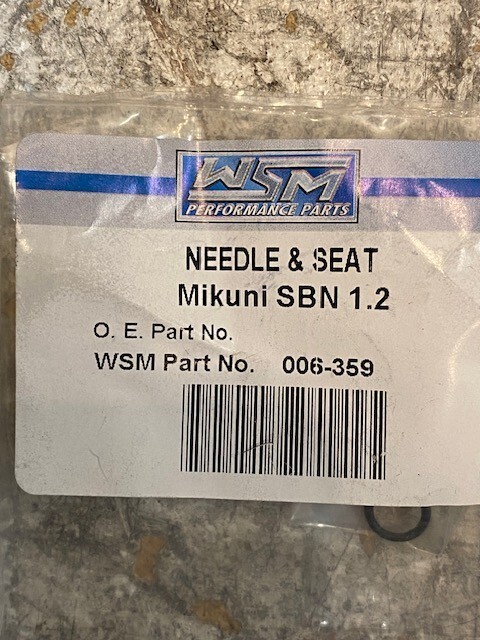 WSM
PERFORMANCE PARTS
NEEDLE & SEAT
Mikuni SBN 1.2
O. E. Part No.
WSM Part No. 006-359